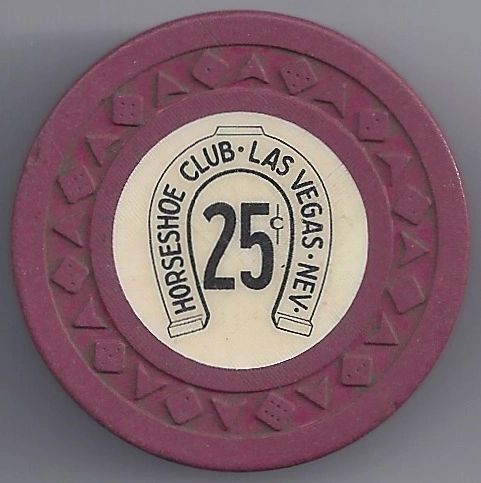 HORSESHOE CLUB · LAS VEGAS · NEV·
25¢